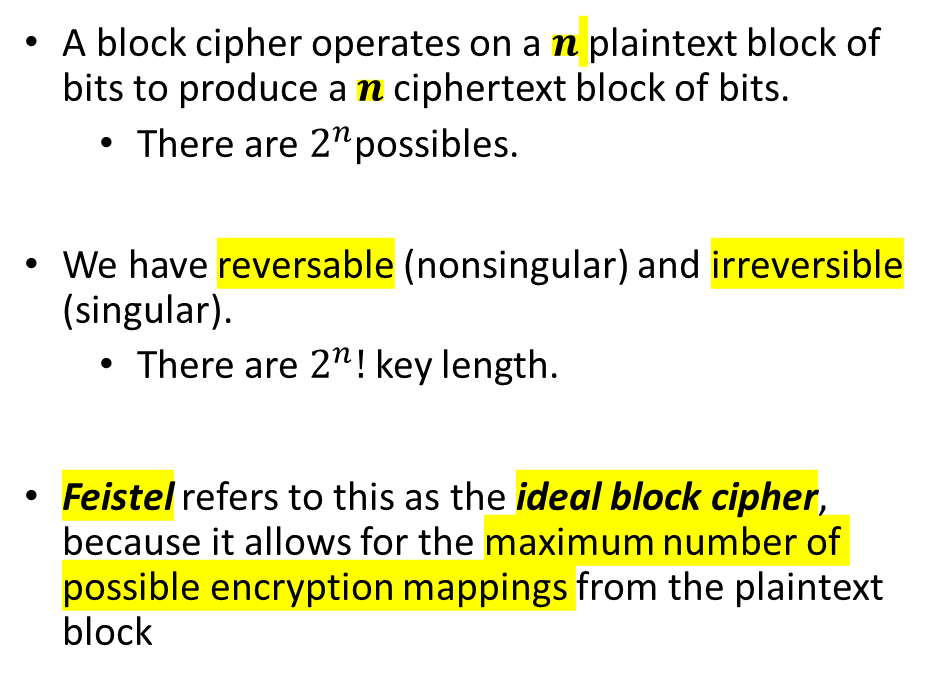 • A block cipher operates on a n plaintext block of
bits to produce a n ciphertext block of bits.
• There are 2ⁿ possibles.
• We have reversable (nonsingular) and irreversible
(singular).
• There are 2ⁿ! key length.
• Feistel refers to this as the ideal block cipher,
because it allows for the maximum number of
possible encryption mappings from the plaintext
block